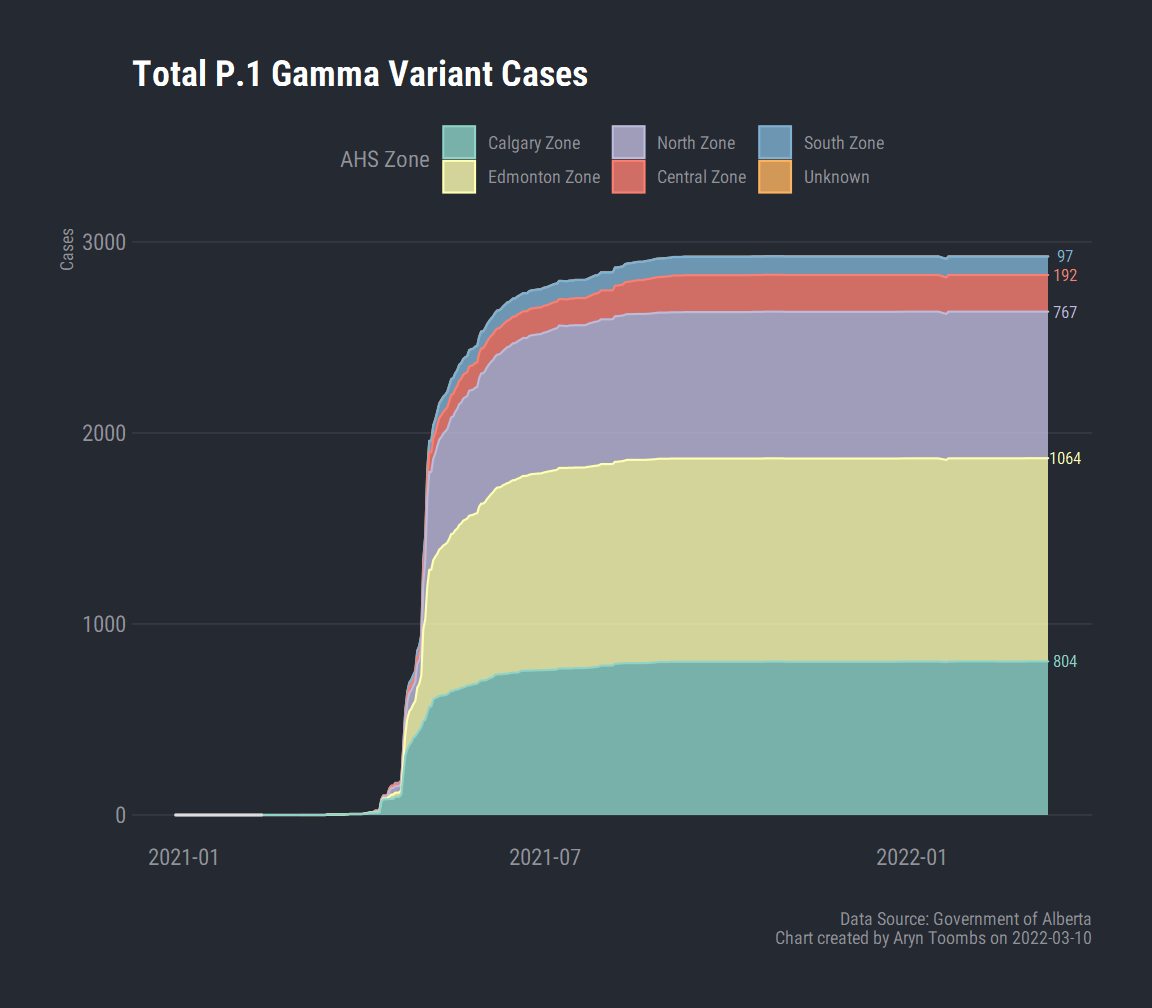 Total P.1 Gamma Variant Cases
AHS Zone
Calgary Zone
North Zone
South Zone
Edmonton Zone
Central Zone
Unknown
Cases
3000
2000
1000
0
97
192
767
1064
804
2021-01
2021-07
2022-01
Data Source: Government of Alberta
Chart created by Aryn Toombs on 2022-03-10